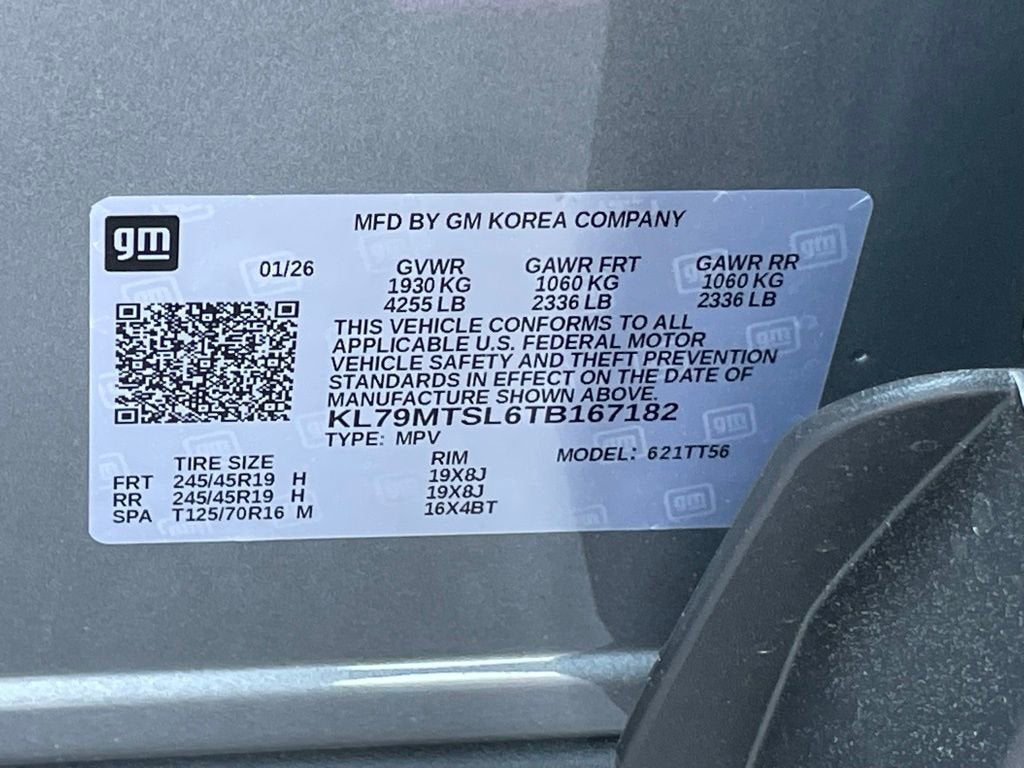 gm
MFD BY GM KOREA COMPANY
01/26
GVWR GAWR FRT GAWR RR
1930 KG 1060 KG 1060 KG
4255 LB 2336 LB 2336 LB
THIS VEHICLE CONFORMS TO ALL
APPLICABLE U.S. FEDERAL MOTOR
VEHICLE SAFETY AND THEFT PREVENTION
STANDARDS IN EFFECT ON THE DATE OF
MANUFACTURE SHOWN ABOVE.
KL79MTSL6TB167182
TYPE: MPV
MODEL: 621TT56
TIRE SIZE RIM
FRT 245/45R19 H 19X8J
RR 245/45R19 H 19X8J
SPA T125/70R16 M 16X4BT